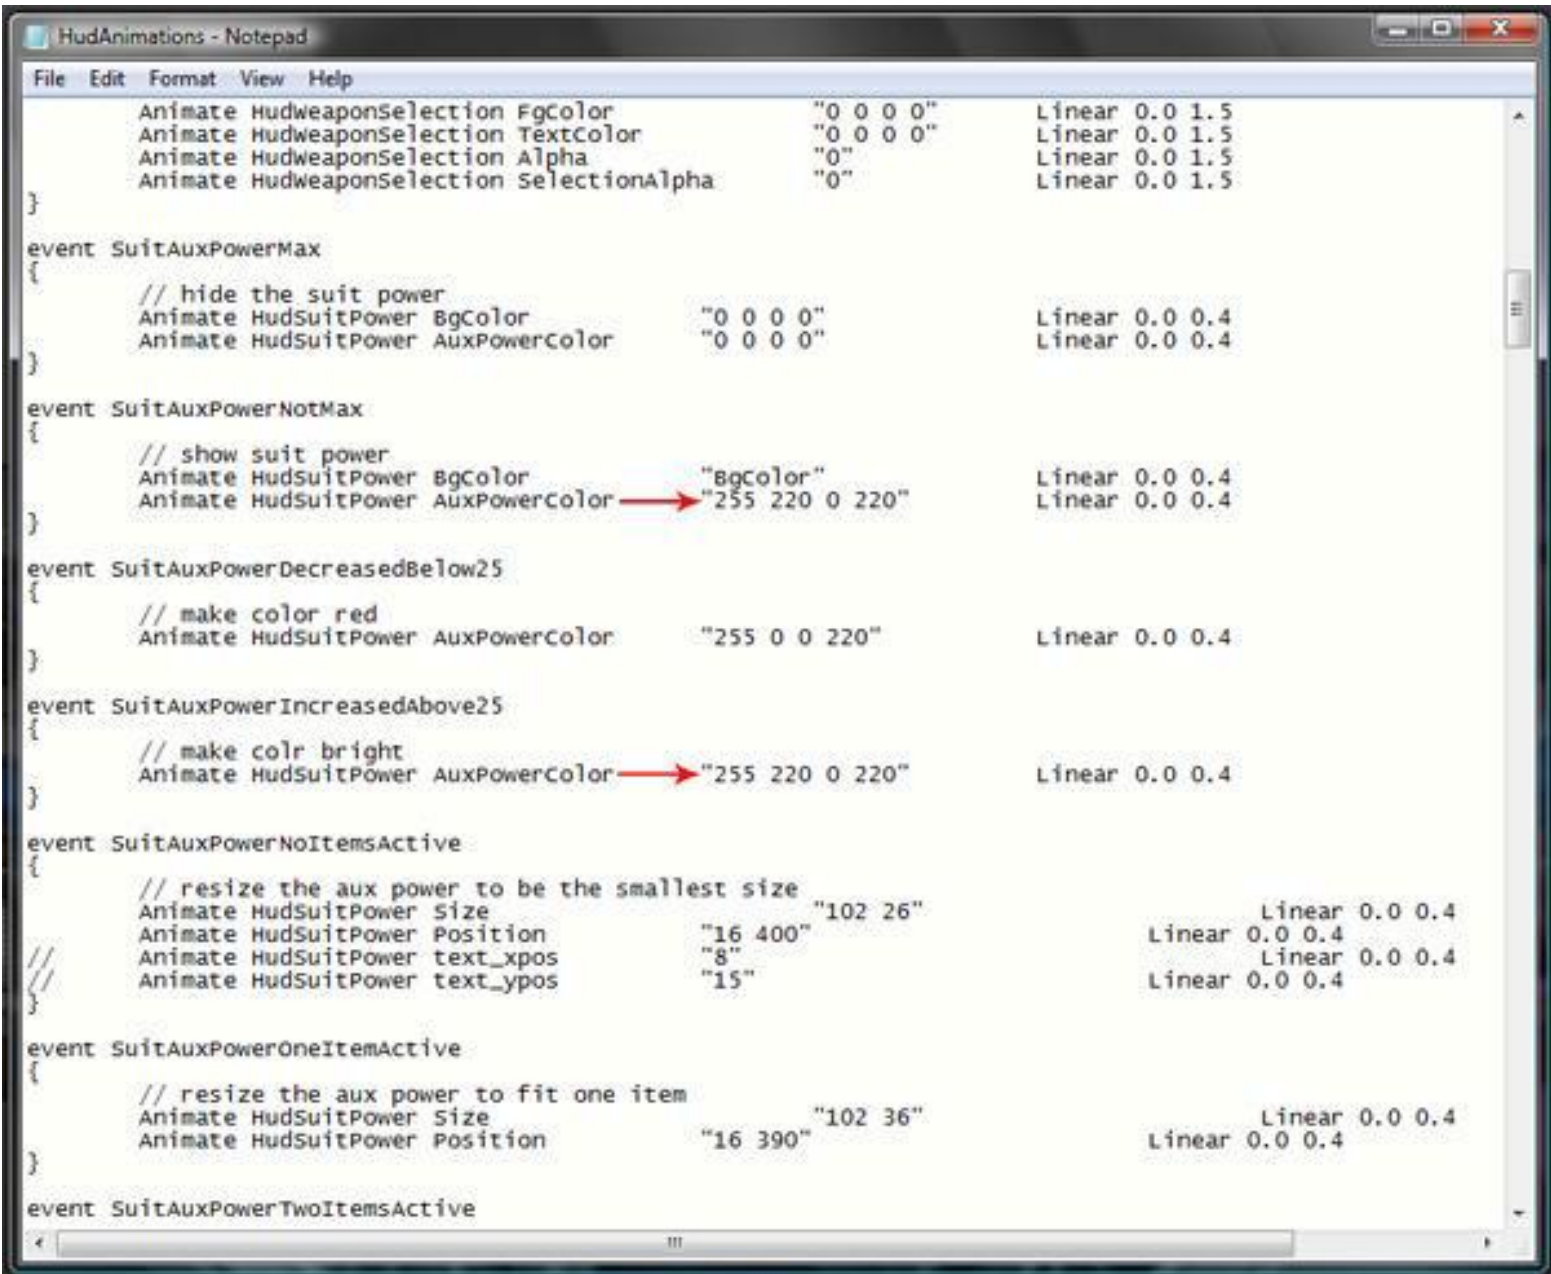 HudAnimations - Notepad
File Edit Format View Help
Animate HudWeaponSelection FgColor "0 0 0 0" Linear 0.0 1.5
Animate HudWeaponSelection TextColor "0 0 0 0" Linear 0.0 1.5
Animate HudWeaponSelection Alpha "0" Linear 0.0 1.5
Animate HudWeaponSelection SelectionAlpha "0" Linear 0.0 1.5
}
event SuitAuxPowerMax
{
// hide the suit power
Animate HudSuitPower BgColor "0 0 0 0" Linear 0.0 0.4
Animate HudSuitPower AuxPowerColor "0 0 0 0" Linear 0.0 0.4
}
event SuitAuxPowerNotMax
{
// show suit power
Animate HudSuitPower BgColor "BgColor" Linear 0.0 0.4
Animate HudSuitPower AuxPowerColor "255 220 0 220" Linear 0.0 0.4
}
event SuitAuxPowerDecreasedBelow25
{
// make color red
Animate HudSuitPower AuxPowerColor "255 0 0 220" Linear 0.0 0.4
}
event SuitAuxPowerIncreasedAbove25
{
// make colr bright
Animate HudSuitPower AuxPowerColor "255 220 0 220" Linear 0.0 0.4
}
event SuitAuxPowerNoItemsActive
{
// resize the aux power to be the smallest size
Animate HudSuitPower Size "102 26" Linear 0.0 0.4
Animate HudSuitPower Position "16 400" Linear 0.0 0.4
// Animate HudSuitPower text_xpos "8" Linear 0.0 0.4
// Animate HudSuitPower text_ypos "15" Linear 0.0 0.4
}
event SuitAuxPowerOneItemActive
{
// resize the aux power to fit one item
Animate HudSuitPower Size "102 36" Linear 0.0 0.4
Animate HudSuitPower Position "16 390" Linear 0.0 0.4
}
event SuitAuxPowerTwoItemsActive